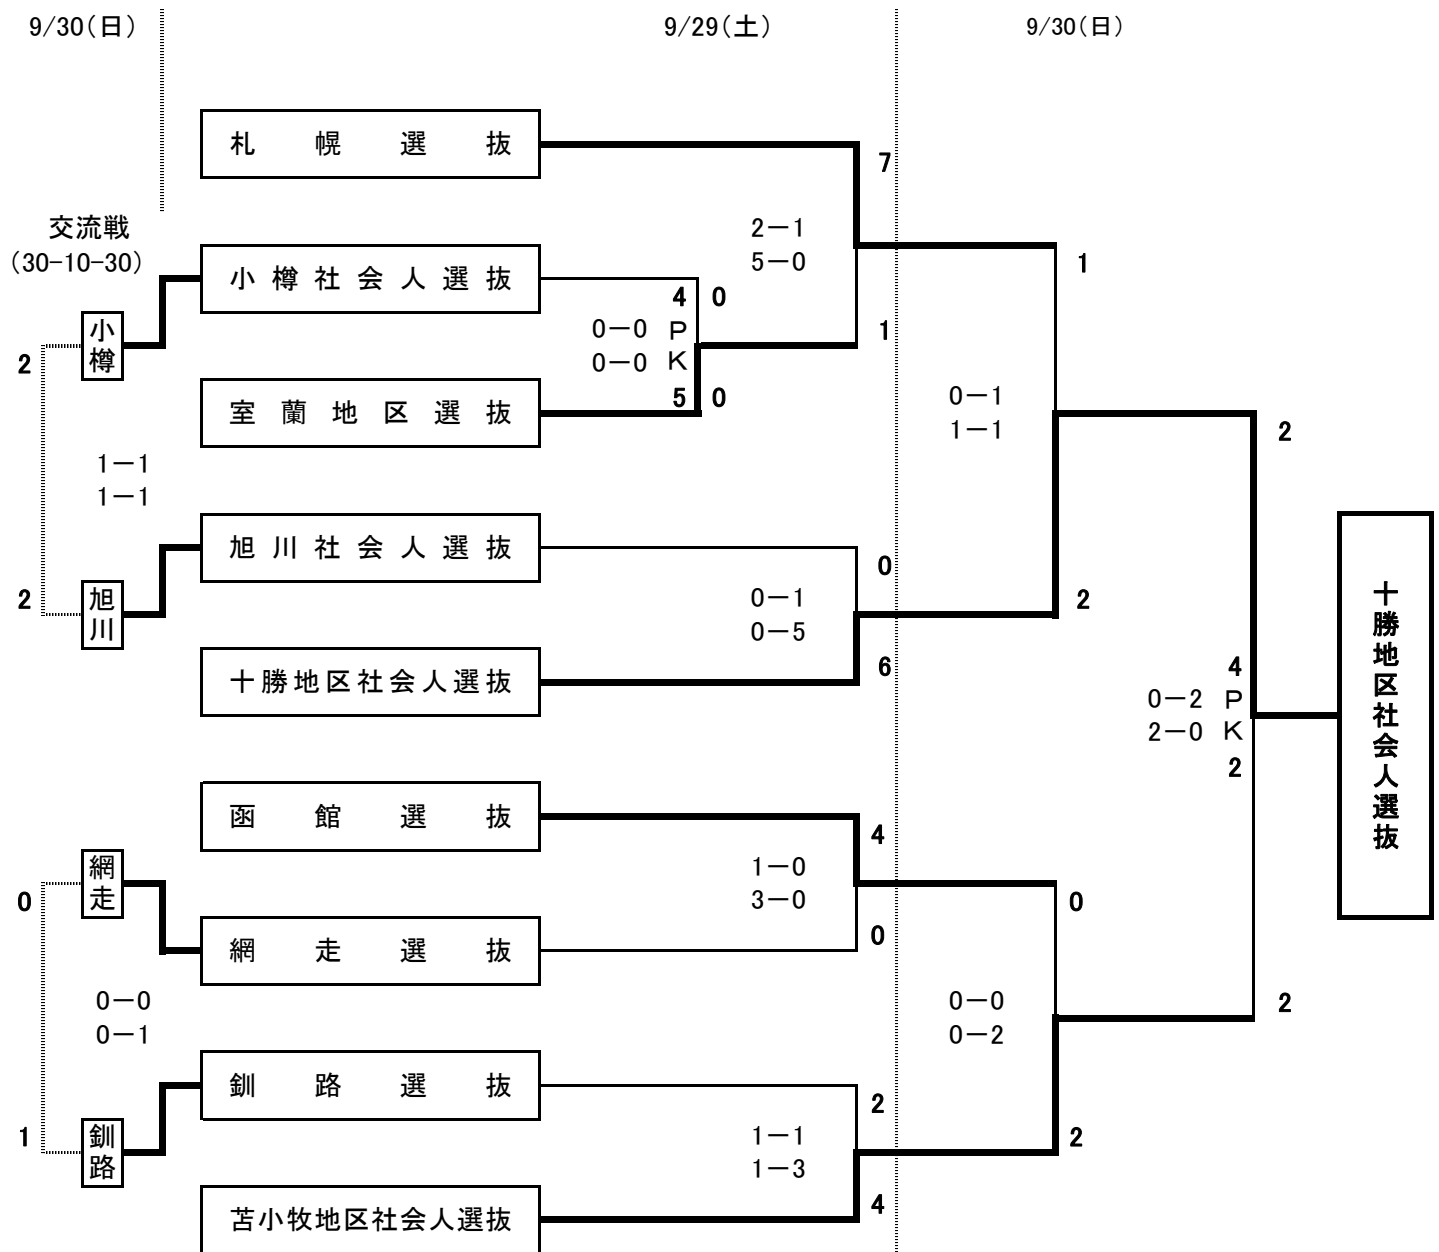 9/30(日)
9/29(土)
9/30(日)
札幌選抜
7
交流戦
(30-10-30)
2-1
5-0
1
小樽社会人選抜
4 0
小樽
2
0-0 PK
0-0
1
室蘭地区選抜
5 0
0-1
1-1
2
1-1
1-1
旭川社会人選抜
0
2
旭川
0-1
0-5
2
十勝地区社会人選抜
6
4
0-2 PK
2-0
2
十勝地区社会人選抜
函館選抜
4
網走
0
1-0
3-0
0
網走選抜
0
0-0
0-1
0-0
0-2
2
釧路選抜
2
1
釧路
1-1
1-3
2
苫小牧地区社会人選抜
4